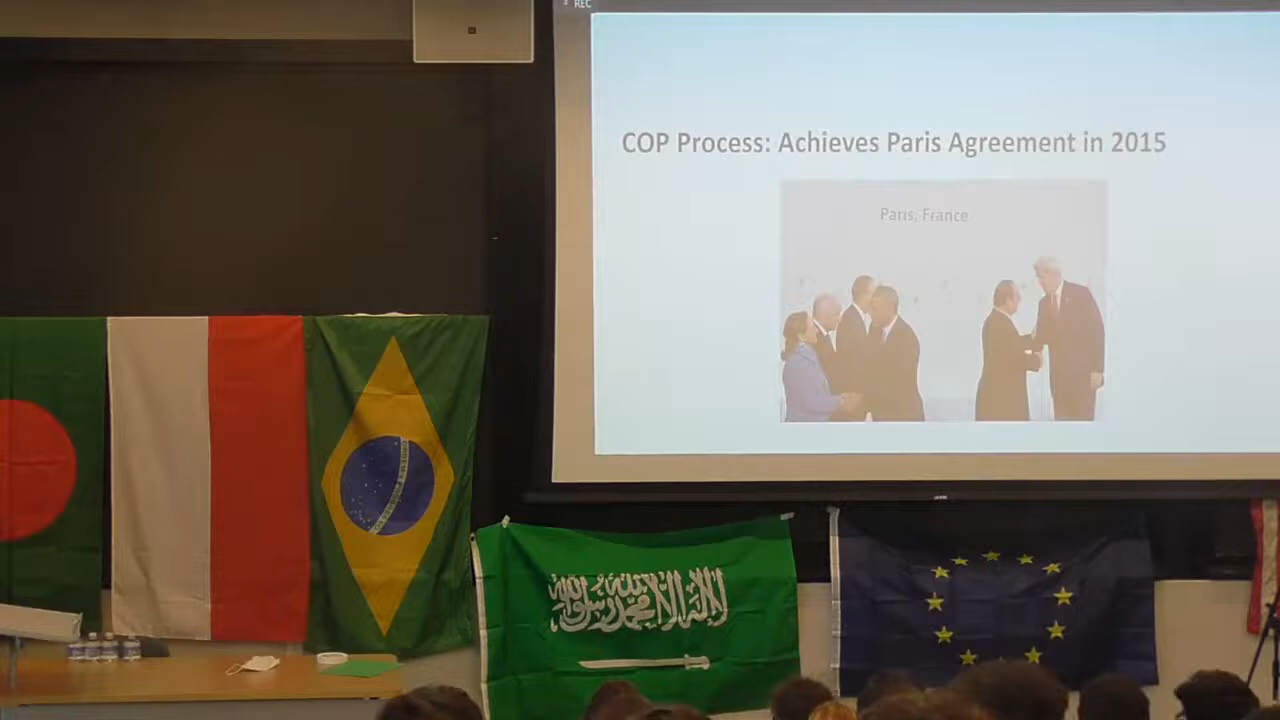 REC
COP Process: Achieves Paris Agreement in 2015
Paris, France
لا إله إلا الله محمد رسول الله